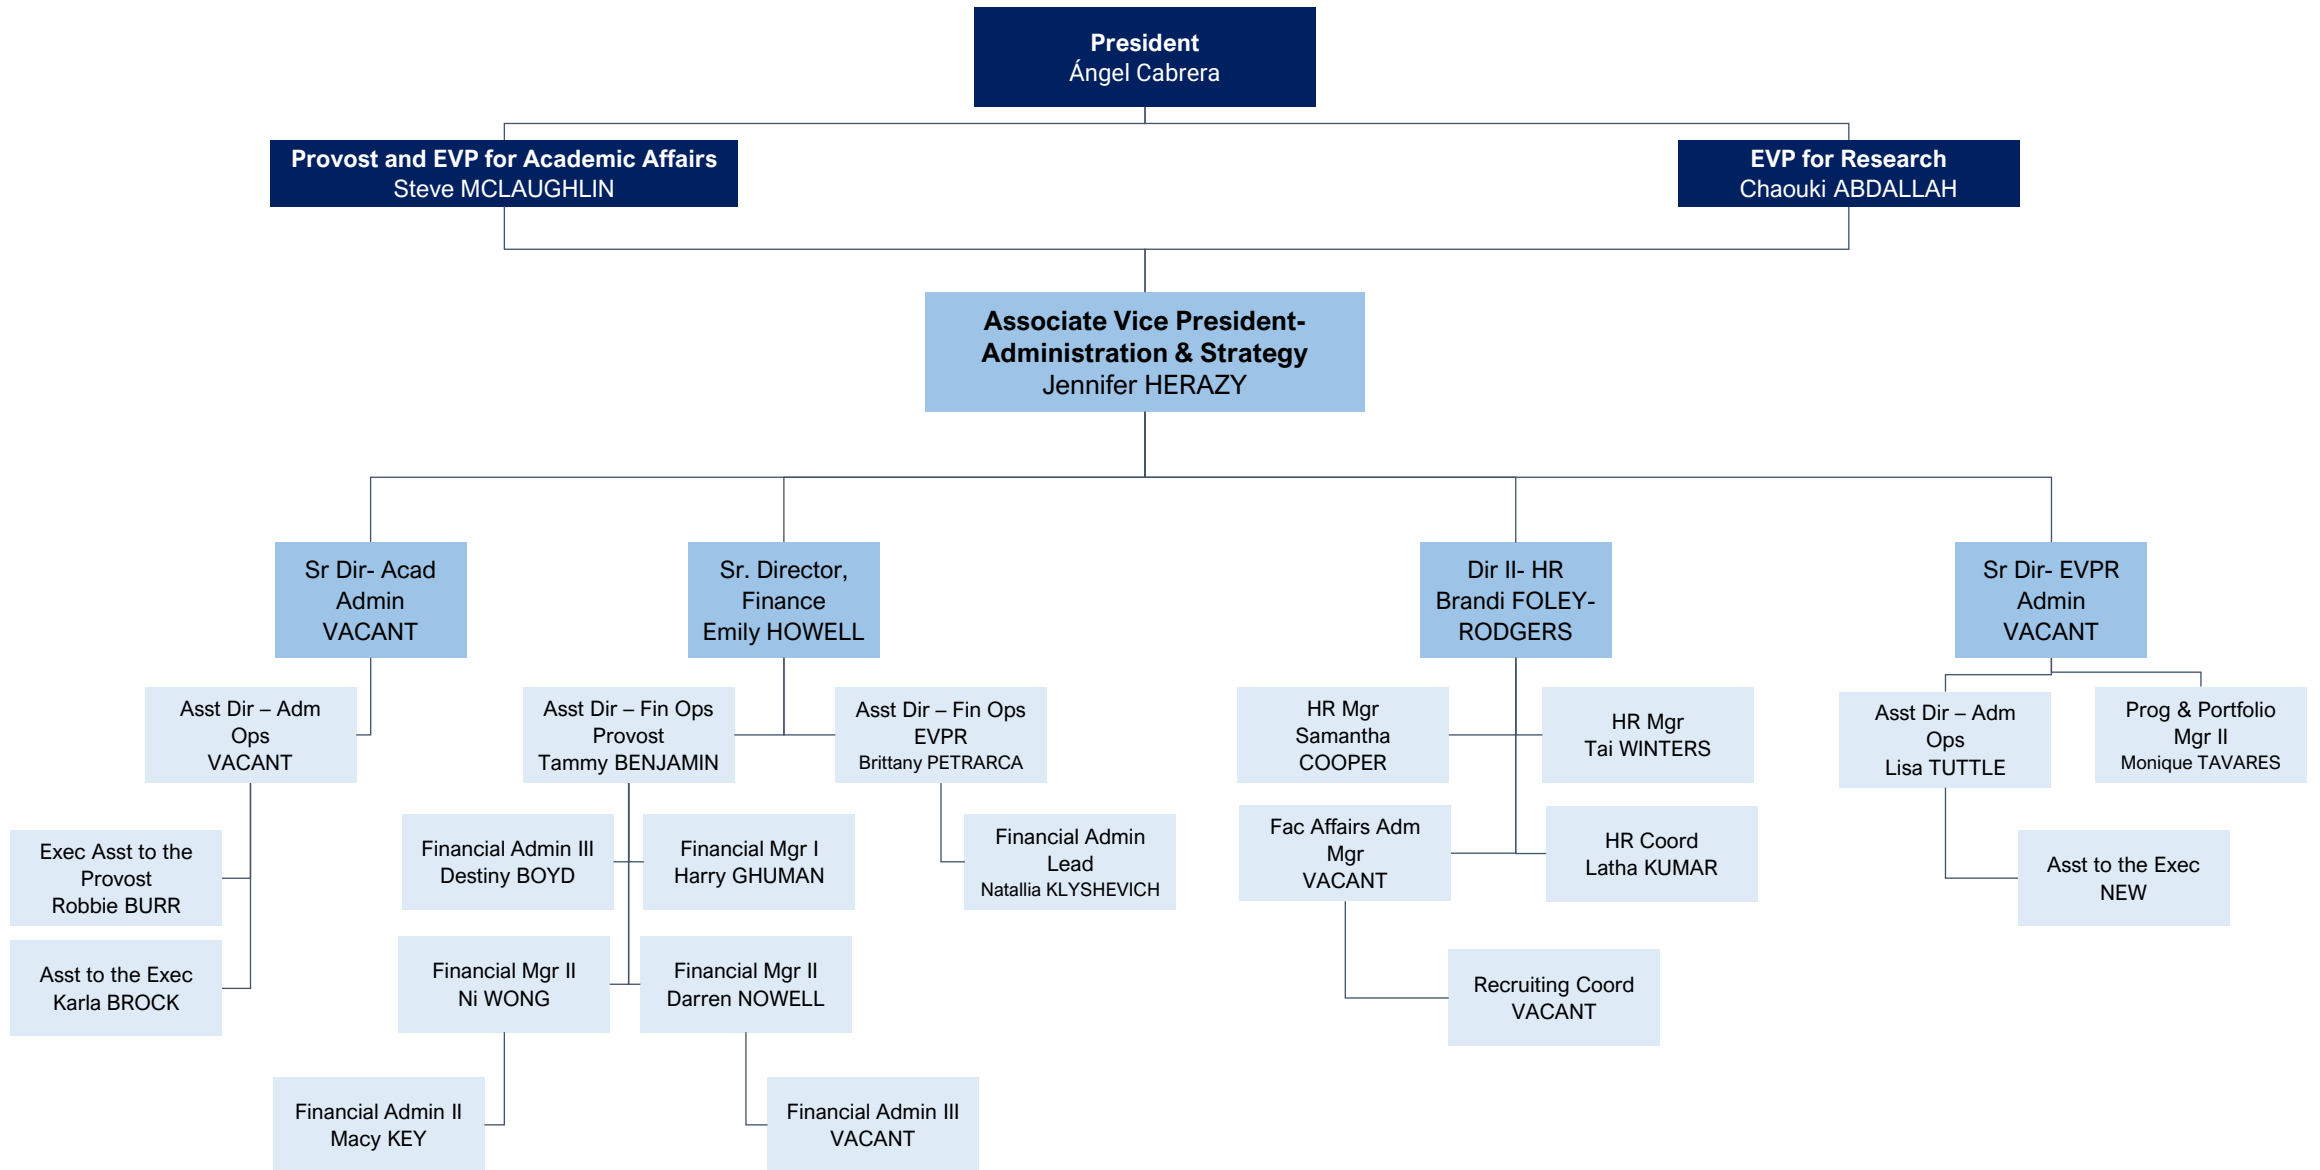 President
Ángel Cabrera
Provost and EVP for Academic Affairs
Steve MCLAUGHLIN
EVP for Research
Chaouki ABDALLAH
Associate Vice President-
Administration & Strategy
Jennifer HERAZY
Sr Dir- Acad
Admin
VACANT
Sr. Director,
Finance
Emily HOWELL
Dir II- HR
Brandi FOLEY-
RODGERS
Sr Dir- EVPR
Admin
VACANT
Asst Dir – Adm
Ops
VACANT
Asst Dir – Fin Ops
Provost
Tammy BENJAMIN
Asst Dir – Fin Ops
EVPR
Brittany PETRARCA
HR Mgr
Samantha
COOPER
HR Mgr
Tai WINTERS
Asst Dir – Adm
Ops
Lisa TUTTLE
Prog & Portfolio
Mgr II
Monique TAVARES
Exec Asst to the
Provost
Robbie BURR
Financial Admin III
Destiny BOYD
Financial Mgr I
Harry GHUMAN
Financial Admin
Lead
Natallia KLYSHEVICH
Fac Affairs Adm
Mgr
VACANT
HR Coord
Latha KUMAR
Asst to the Exec
NEW
Asst to the Exec
Karla BROCK
Financial Mgr II
Ni WONG
Financial Mgr II
Darren NOWELL
Recruiting Coord
VACANT
Financial Admin II
Macy KEY
Financial Admin III
VACANT